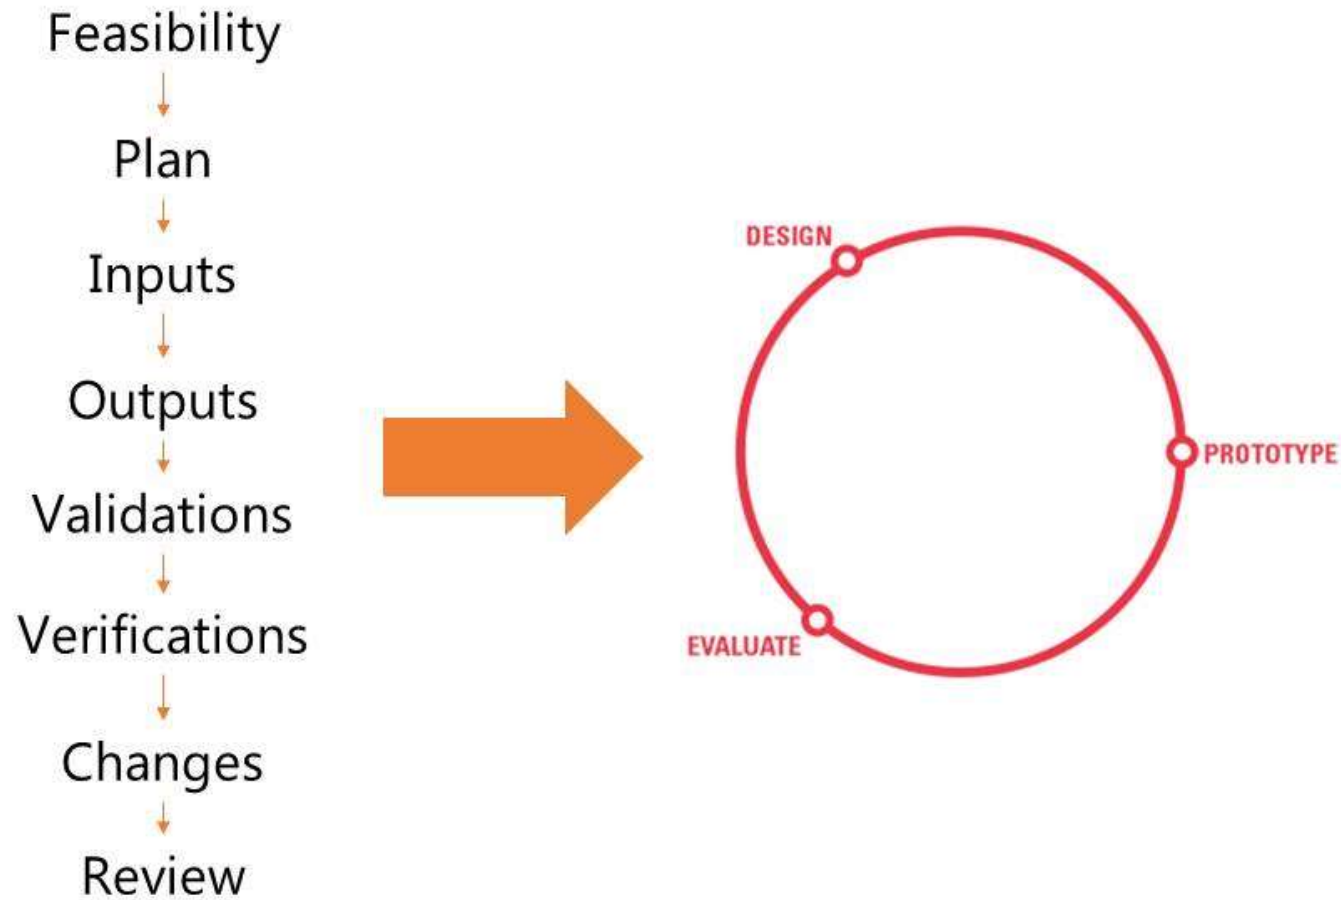 Feasibility
Plan
Inputs
Outputs
Validations
Verifications
Changes
Review
DESIGN
PROTOTYPE
EVALUATE